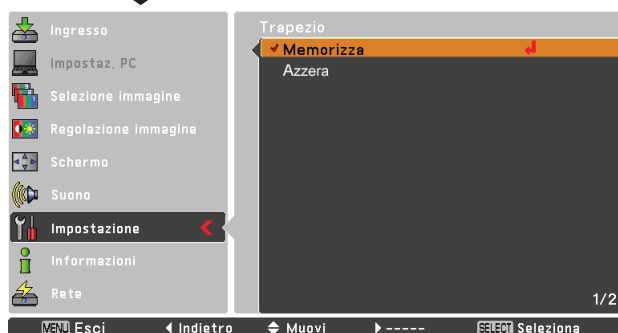 Ingresso
Impostaz. PC
Selezione immagine
Regolazione immagine
Schermo
Suono
Impostazione
Informazioni
Rete
Trapezio
Memorizza
Azzera
1/2
MENU Esci Indietro Muovi ----- SELECT Seleziona